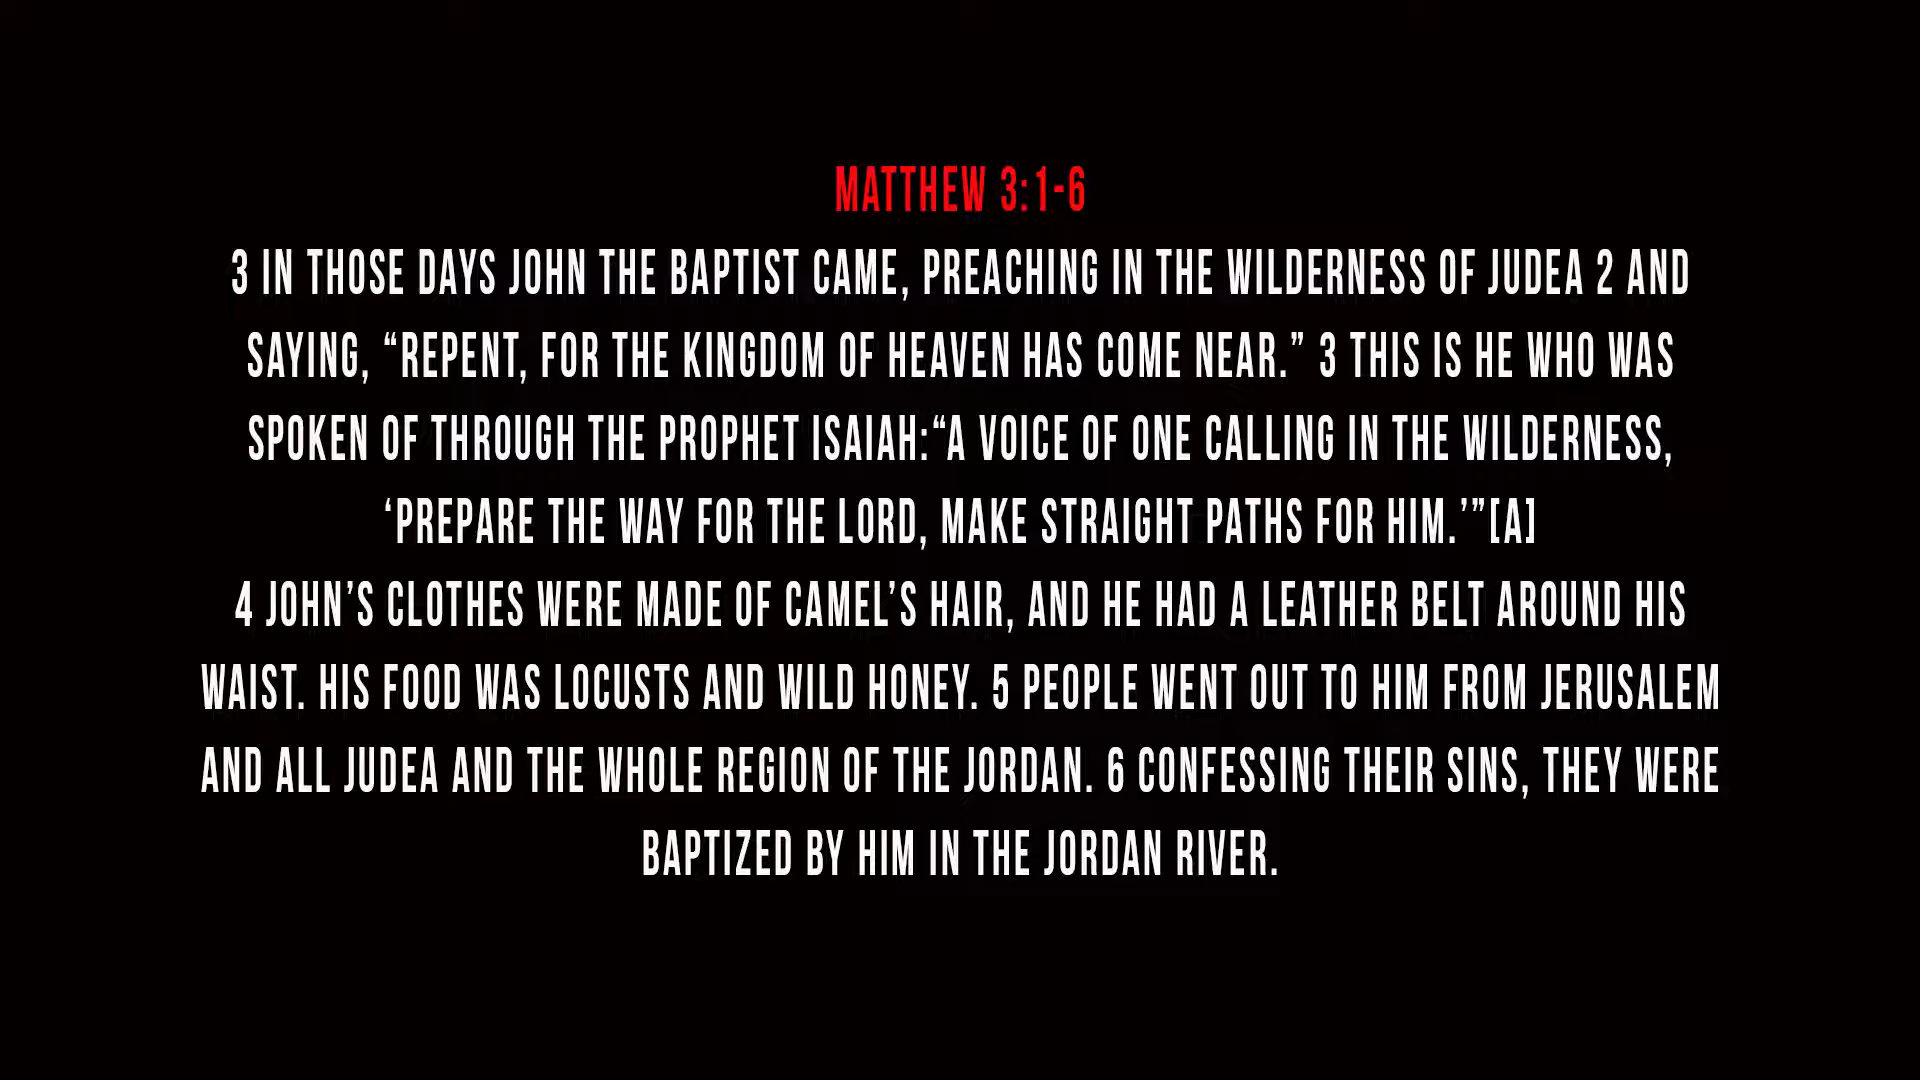 MATTHEW 3:1-6
3 IN THOSE DAYS JOHN THE BAPTIST CAME, PREACHING IN THE WILDERNESS OF JUDEA 2 AND
SAYING, “REPENT, FOR THE KINGDOM OF HEAVEN HAS COME NEAR.” 3 THIS IS HE WHO WAS
SPOKEN OF THROUGH THE PROPHET ISAIAH:“A VOICE OF ONE CALLING IN THE WILDERNESS,
‘PREPARE THE WAY FOR THE LORD, MAKE STRAIGHT PATHS FOR HIM.’”[A]
4 JOHN’S CLOTHES WERE MADE OF CAMEL’S HAIR, AND HE HAD A LEATHER BELT AROUND HIS
WAIST. HIS FOOD WAS LOCUSTS AND WILD HONEY. 5 PEOPLE WENT OUT TO HIM FROM JERUSALEM
AND ALL JUDEA AND THE WHOLE REGION OF THE JORDAN. 6 CONFESSING THEIR SINS, THEY WERE
BAPTIZED BY HIM IN THE JORDAN RIVER.